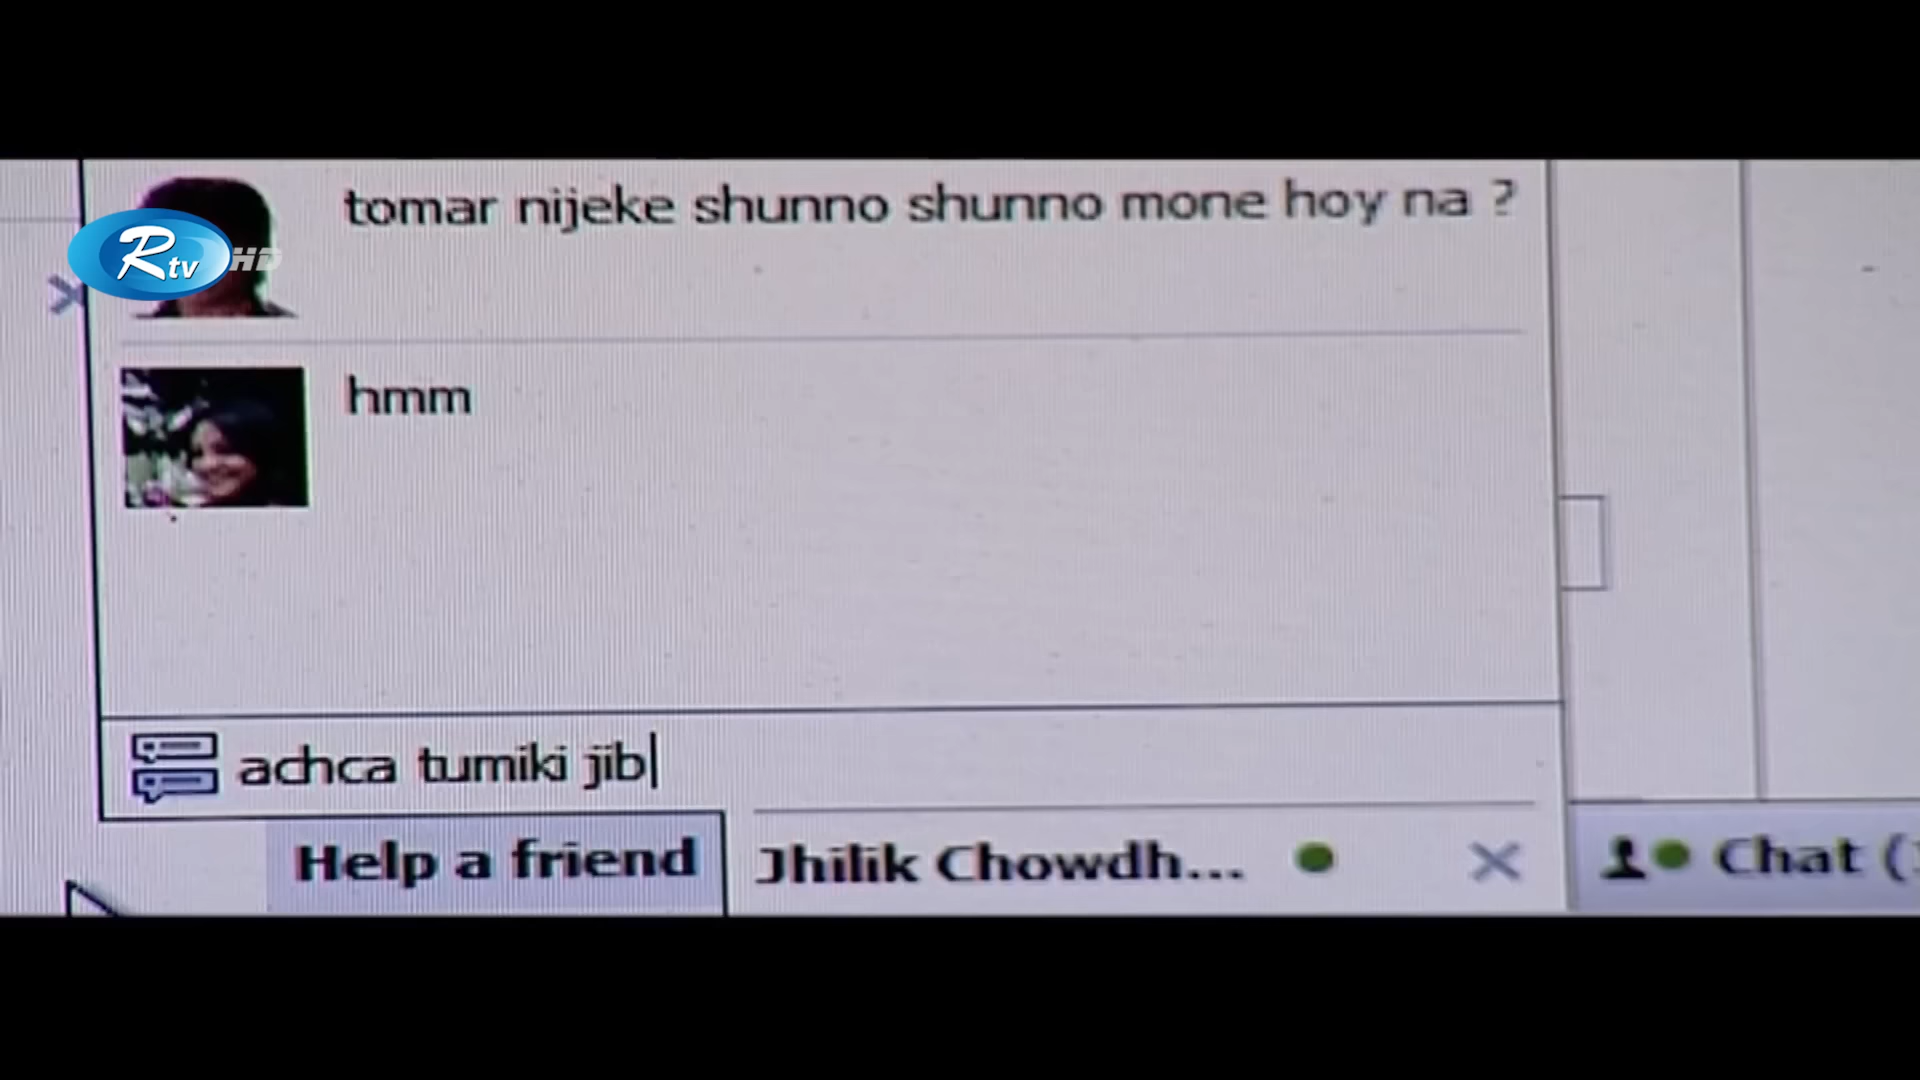 Rtv HD
tomar nijeke shunno shunno mone hoy na ?
hmm
achca tumiki jib
Help a friend
Jhilik Chowdh...
Chat (